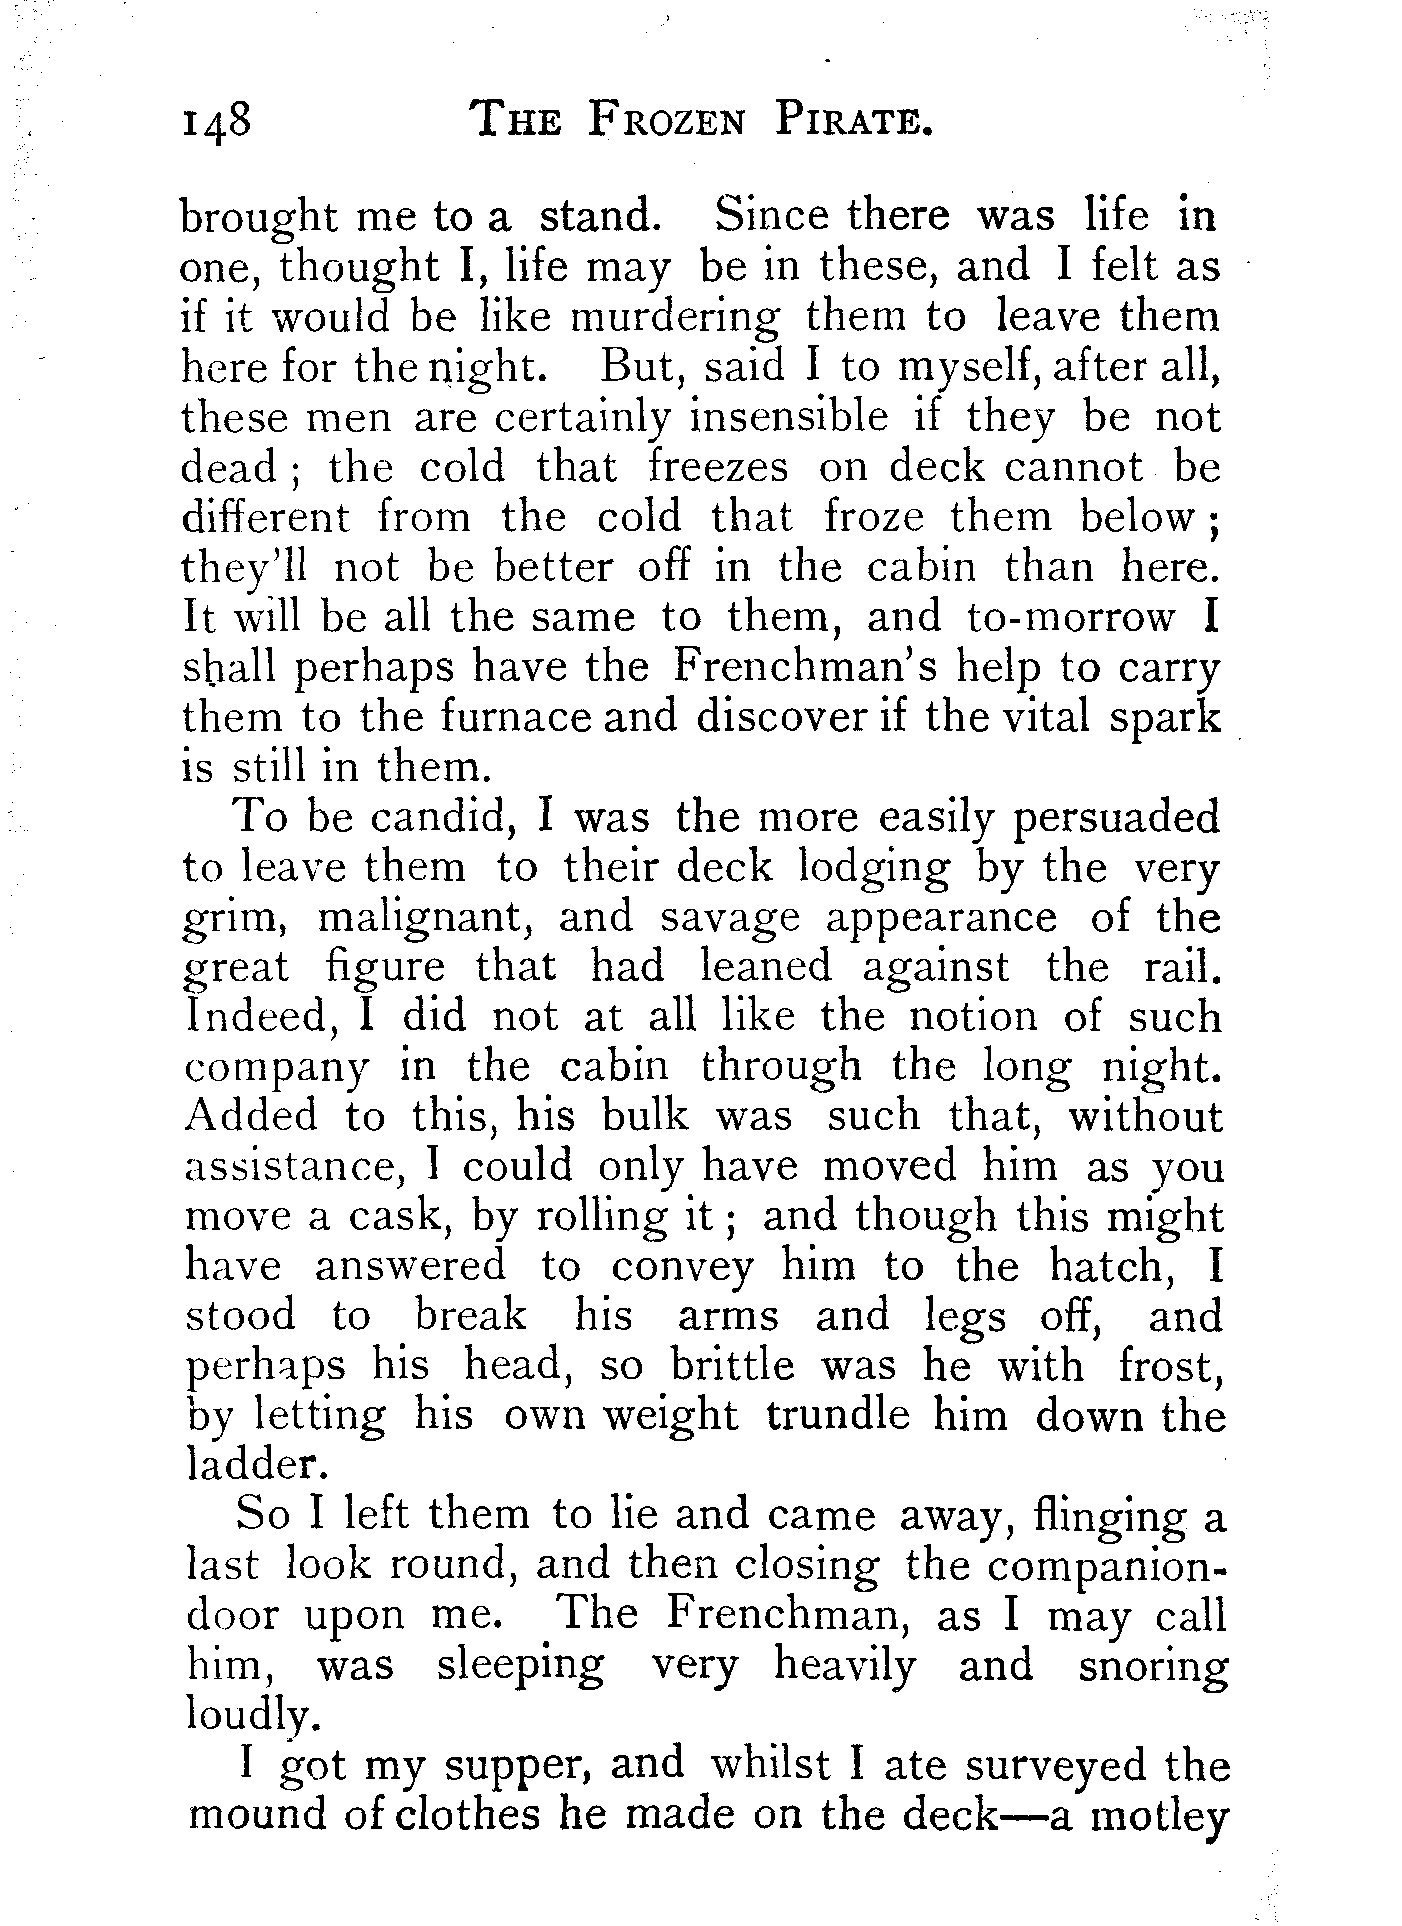 148 THE FROZEN PIRATE.
brought me to a stand. Since there was life in
one, thought I, life may be in these, and I felt as
if it would be like murdering them to leave them
here for the night. But, said I to myself, after all,
these men are certainly insensible if they be not
dead ; the cold that freezes on deck cannot be
different from the cold that froze them below ;
they'll not be better off in the cabin than here.
It will be all the same to them, and to-morrow I
shall perhaps have the Frenchman's help to carry
them to the furnace and discover if the vital spark
is still in them.
To be candid, I was the more easily persuaded
to leave them to their deck lodging by the very
grim, malignant, and savage appearance of the
great figure that had leaned against the rail.
Indeed, I did not at all like the notion of such
company in the cabin through the long night.
Added to this, his bulk was such that, without
assistance, I could only have moved him as you
move a cask, by rolling it ; and though this might
have answered to convey him to the hatch, I
stood to break his arms and legs off, and
perhaps his head, so brittle was he with frost,
by letting his own weight trundle him down the
ladder.
So I left them to lie and came away, flinging a
last look round, and then closing the companion-
door upon me. The Frenchman, as I may call
him, was sleeping very heavily and snoring
loudly.
I got my supper, and whilst I ate surveyed the
mound of clothes he made on the deck—a motley